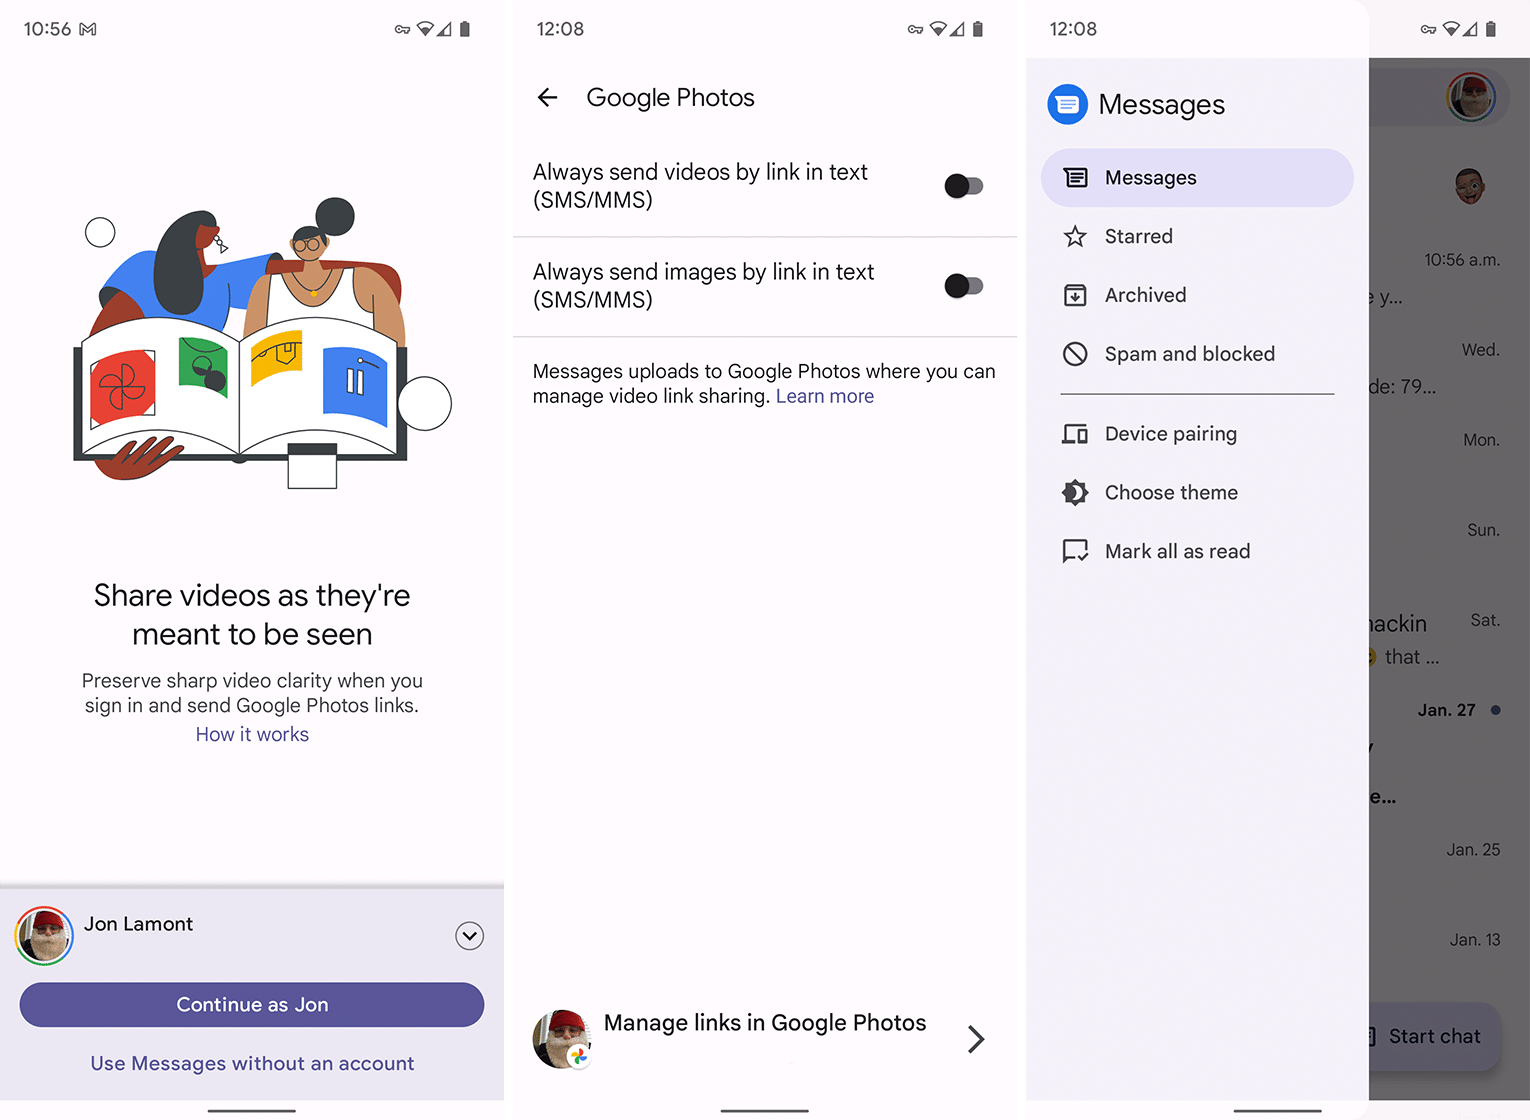 10:56
Share videos as they're
meant to be seen
Preserve sharp video clarity when you
sign in and send Google Photos links.
How it works
Jon Lamont
Continue as Jon
Use Messages without an account
12:08
Google Photos
Always send videos by link in text
(SMS/MMS)
Always send images by link in text
(SMS/MMS)
Messages uploads to Google Photos where you can
manage video link sharing. Learn more
Manage links in Google Photos
12:08
Messages
Messages
Starred
Archived
Spam and blocked
Device pairing
Choose theme
Mark all as read
10:56 a.m.
y...
Wed.
de: 79...
Mon.
Sun.
hackin
Sat.
that ...
Jan. 27
e...
Jan. 25
Jan. 13
Start chat